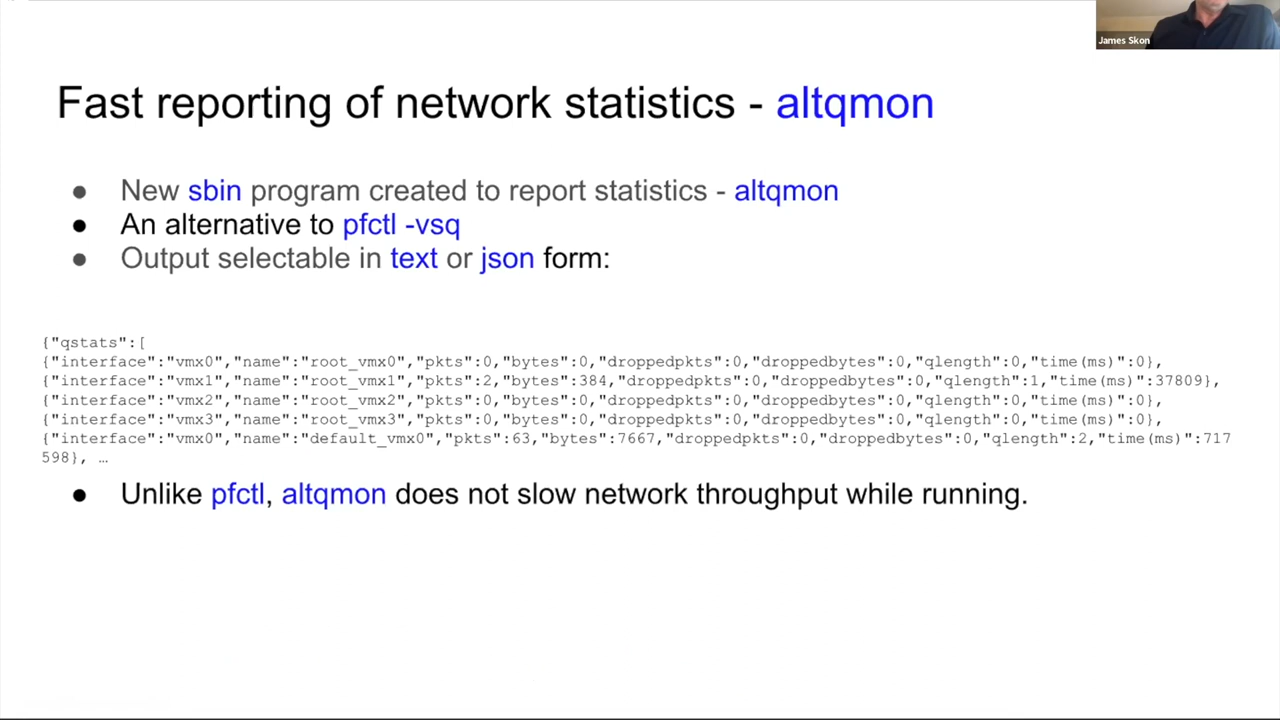 James Skon
Fast reporting of network statistics - altqmon
● New sbin program created to report statistics - altqmon
● An alternative to pfctl -vsq
● Output selectable in text or json form:
{"qstats":[
{"interface":"vmx0","name":"root_vmx0","pkts":0,"bytes":0,"droppedpkts":0,"droppedbytes":0,"qlength":0,"time(ms)":0},
{"interface":"vmx1","name":"root_vmx1","pkts":2,"bytes":384,"droppedpkts":0,"droppedbytes":0,"qlength":1,"time(ms)":37809},
{"interface":"vmx2","name":"root_vmx2","pkts":0,"bytes":0,"droppedpkts":0,"droppedbytes":0,"qlength":0,"time(ms)":0},
{"interface":"vmx3","name":"root_vmx3","pkts":0,"bytes":0,"droppedpkts":0,"droppedbytes":0,"qlength":0,"time(ms)":0},
{"interface":"vmx0","name":"default_vmx0","pkts":63,"bytes":7667,"droppedpkts":0,"droppedbytes":0,"qlength":2,"time(ms)":717
598}, …
● Unlike pfctl, altqmon does not slow network throughput while running.